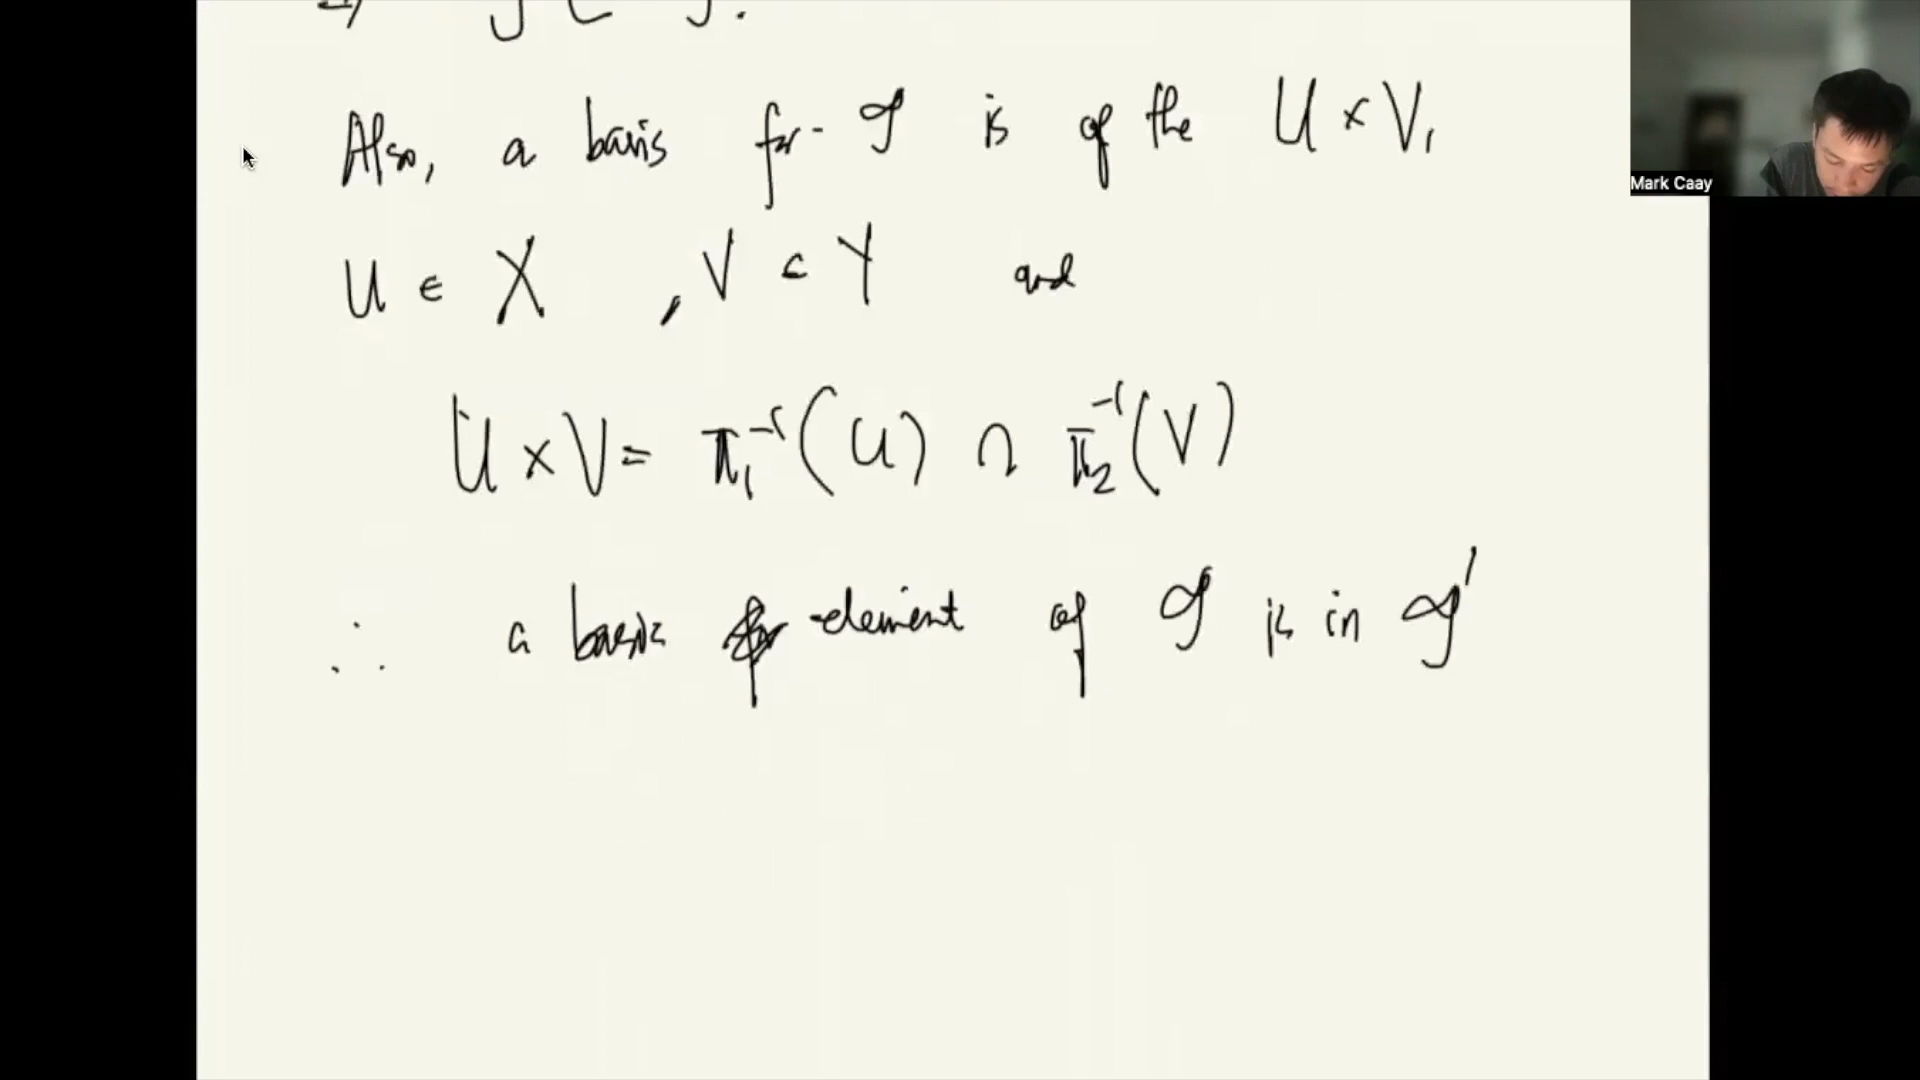 Also, a basis for 𝒯 is of the U × V,
Mark Caay
U ∈ X , V ⊂ Y and
U × V = π₁⁻¹(U) ∩ π₂⁻¹(V)
∴ a basis element of 𝒯 is in 𝒯'